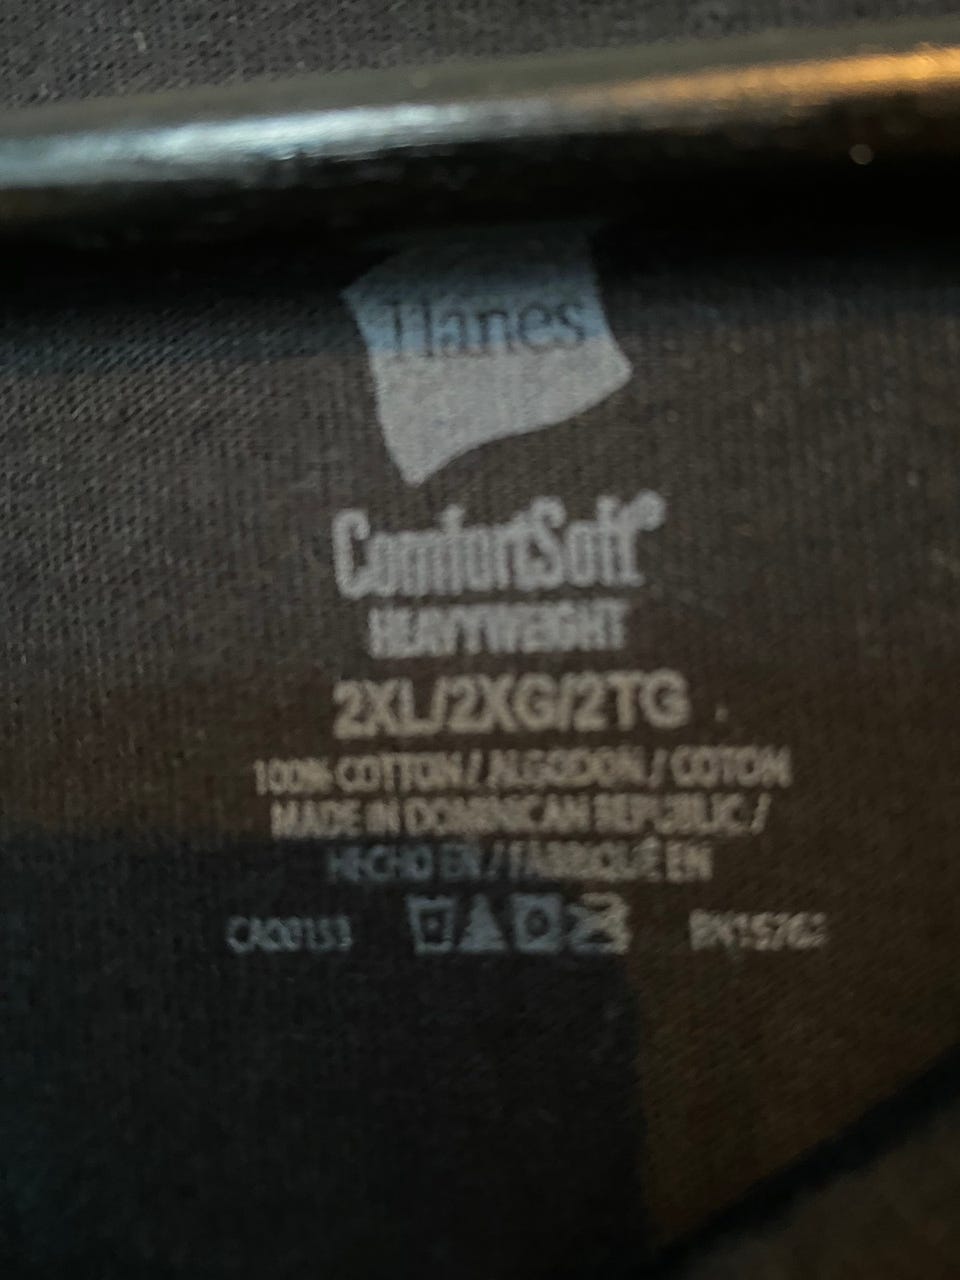 Hanes
ComfortSoft®
HEAVYWEIGHT
2XL/2XG/2TG
100% COTTON / ALGODON / COTON
MADE IN DOMINICAN REPUBLIC /
HECHO EN / FABRIQUÉ EN